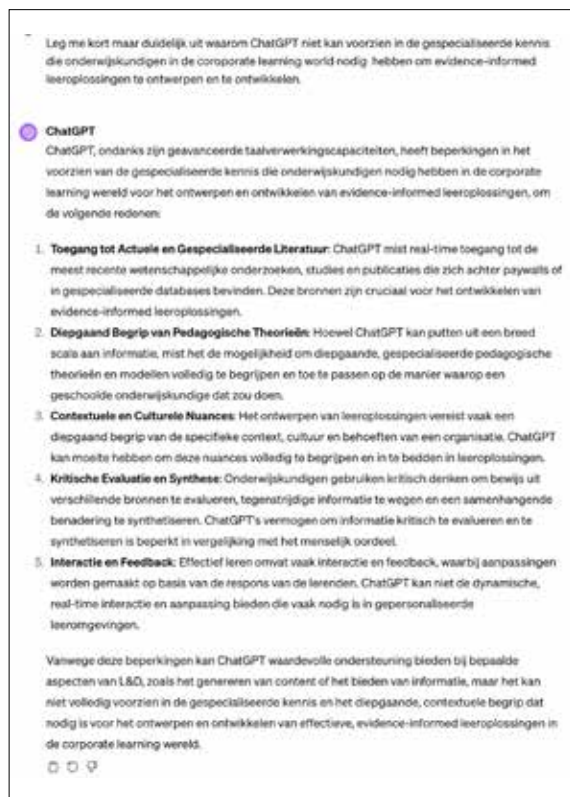 Leg me kort maar duidelijk uit waarom ChatGPT niet kan voorzien in de gespecialiseerde kennis
die onderwijskundigen in de coroporate learning world nodig hebben om evidence-informed
leeroplossingen te ontwerpen en te ontwikkelen.
ChatGPT
ChatGPT, ondanks zijn geavanceerde taalverwerkingscapaciteiten, heeft beperkingen in het
voorzien van de gespecialiseerde kennis die onderwijskundigen nodig hebben in de corporate
learning wereld voor het ontwerpen en ontwikkelen van evidence-informed leeroplossingen, om
de volgende redenen:
1. Toegang tot Actuele en Gespecialiseerde Literatuur: ChatGPT mist real-time toegang tot de
meest recente wetenschappelijke onderzoeken, studies en publicaties die zich achter paywalls of
in gespecialiseerde databases bevinden. Deze bronnen zijn cruciaal voor het ontwikkelen van
evidence-informed leeroplossingen.
2. Diepgaand Begrip van Pedagogische Theorieën: Hoewel ChatGPT kan putten uit een breed
scala aan informatie, mist het de mogelijkheid om diepgaande, gespecialiseerde pedagogische
theorieën en modellen volledig te begrijpen en toe te passen op de manier waarop een
geschoolde onderwijskundige dat zou doen.
3. Contextuele en Culturele Nuances: Het ontwerpen van leeroplossingen vereist vaak een
diepgaand begrip van de specifieke context, cultuur en behoeften van een organisatie. ChatGPT
kan moeite hebben om deze nuances volledig te begrijpen en in te bedden in leeroplossingen.
4. Kritische Evaluatie en Synthese: Onderwijskundigen gebruiken kritisch denken om bewijs uit
verschillende bronnen te evalueren, tegenstrijdige informatie te wegen en een samenhangende
benadering te synthetiseren. ChatGPT's vermogen om informatie kritisch te evalueren en te
synthetiseren is beperkt in vergelijking met het menselijk oordeel.
5. Interactie en Feedback: Effectief leren omvat vaak interactie en feedback, waarbij aanpassingen
worden gemaakt op basis van de respons van de lerenden. ChatGPT kan niet de dynamische,
real-time interactie en aanpassing bieden die vaak nodig is in gepersonaliseerde
leeromgevingen.
Vanwege deze beperkingen kan ChatGPT waardevolle ondersteuning bieden bij bepaalde
aspecten van L&D, zoals het genereren van content of het bieden van informatie, maar het kan
niet volledig voorzien in de gespecialiseerde kennis en het diepgaande, contextuele begrip dat
nodig is voor het ontwerpen en ontwikkelen van effectieve, evidence-informed leeroplossingen in
de corporate learning wereld.